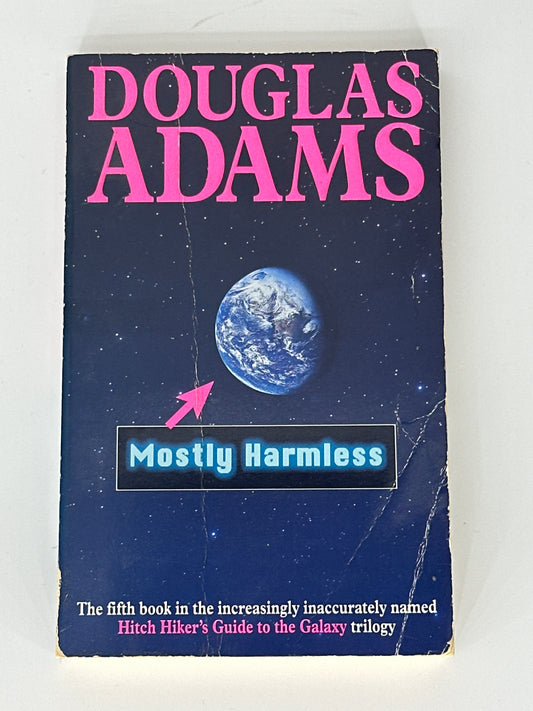 DOUGLAS
ADAMS
Mostly Harmless
The fifth book in the increasingly inaccurately named
Hitch Hiker's Guide to the Galaxy trilogy